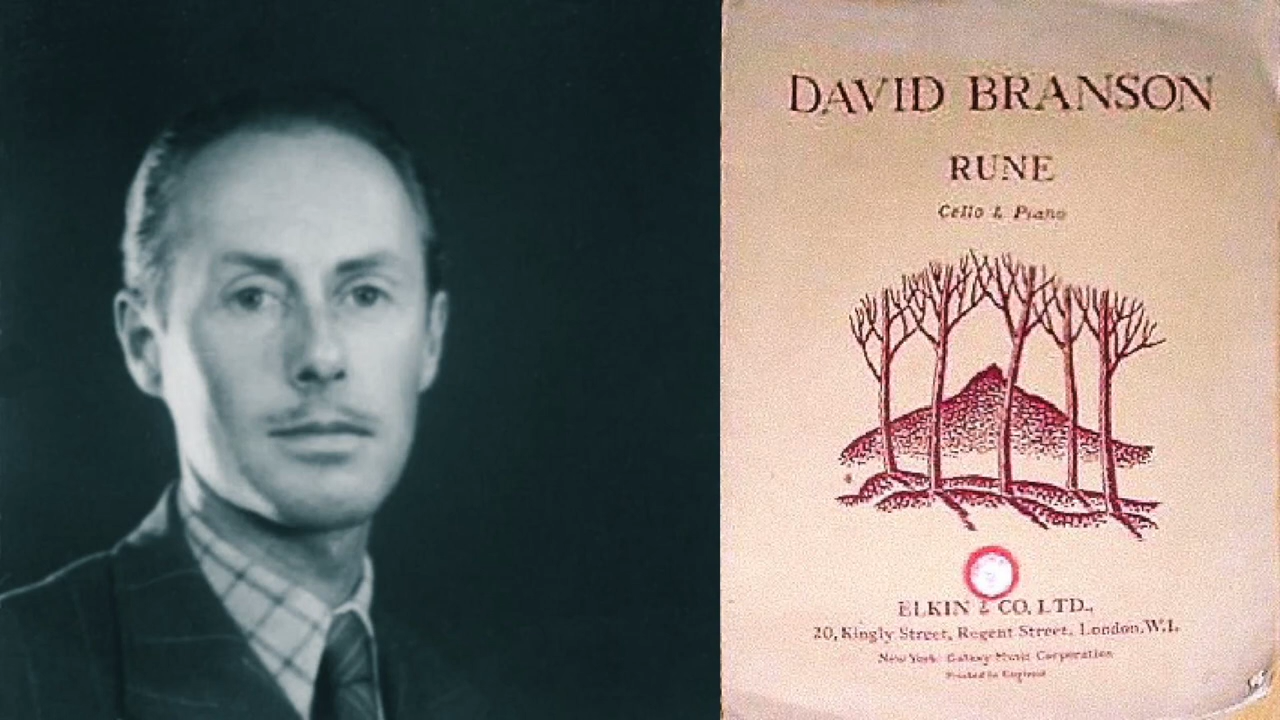 DAVID BRANSON
RUNE
Cello & Piano
ELKIN & CO. LTD.,
20, Kingly Street, Regent Street, London, W.1.
New York: Galaxy Music Corporation
Printed in England